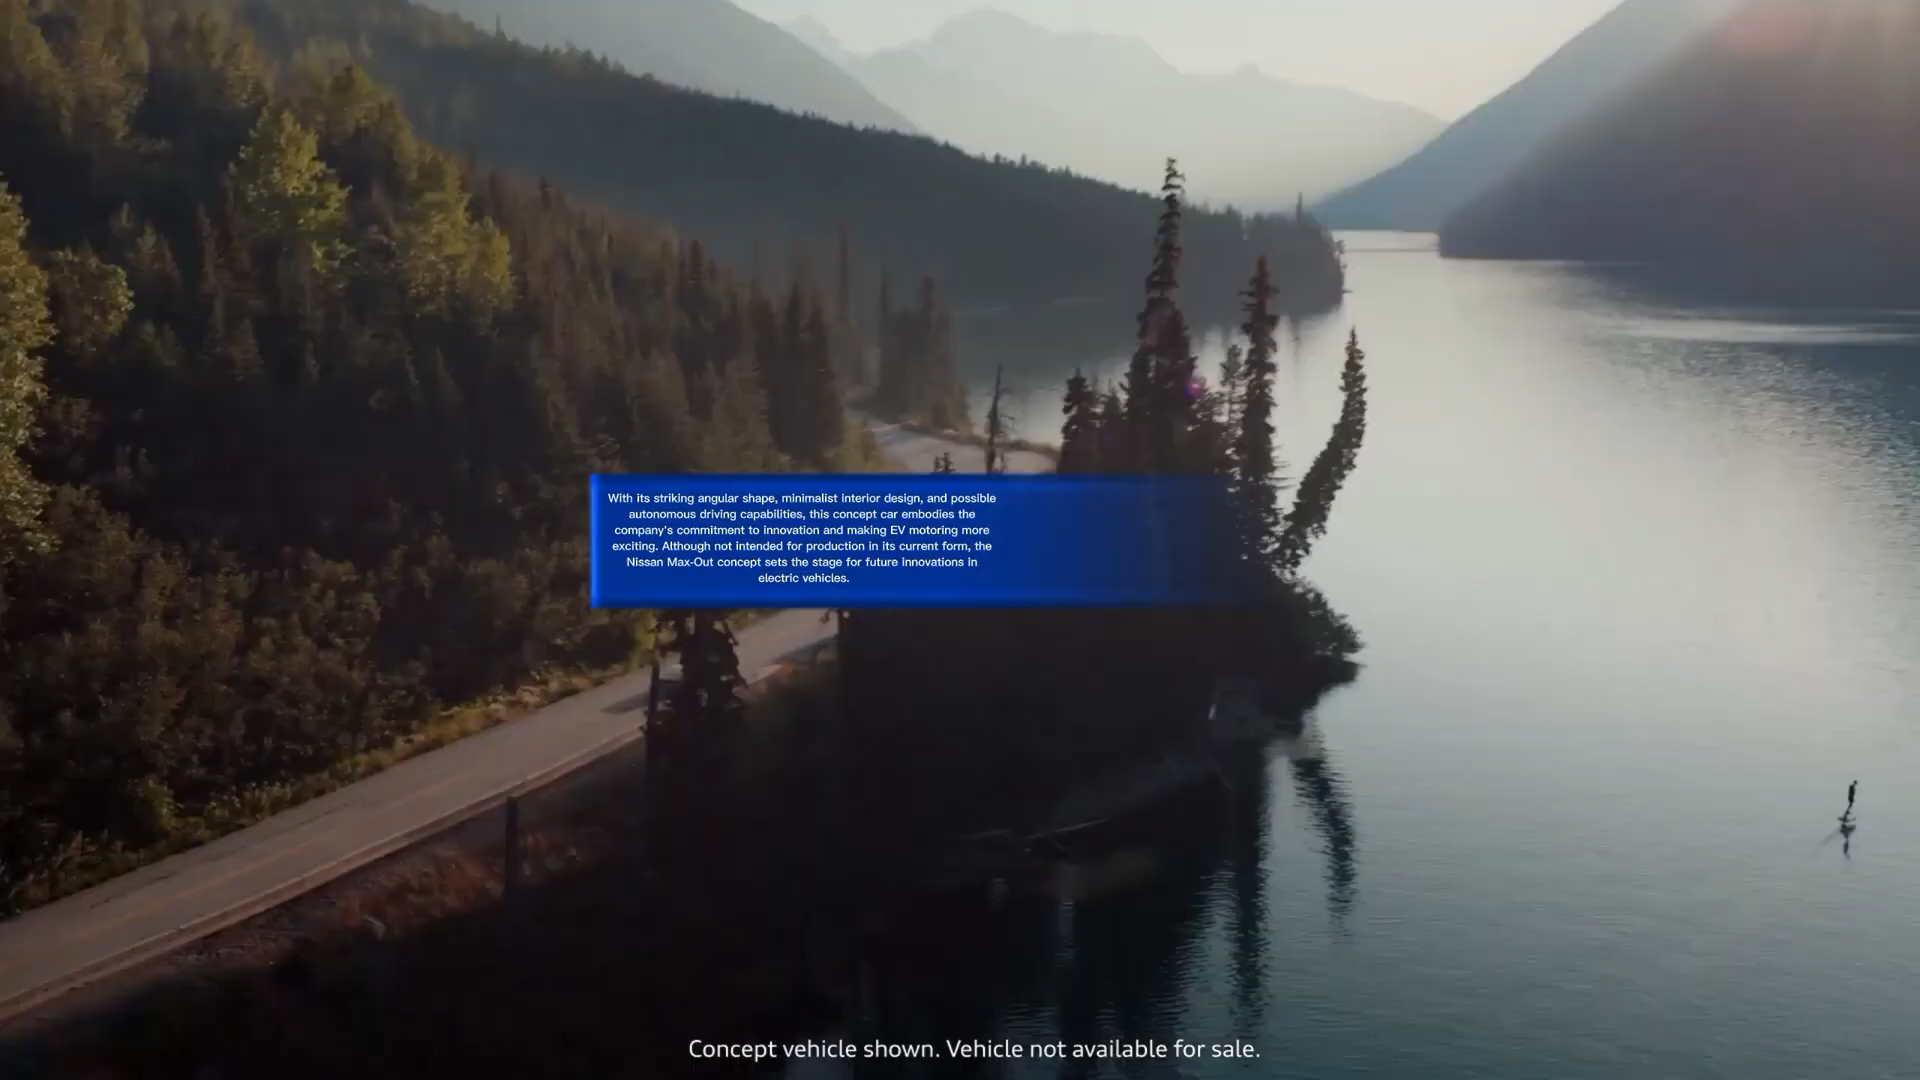 With its striking angular shape, minimalist interior design, and possible
autonomous driving capabilities, this concept car embodies the
company's commitment to innovation and making EV motoring more
exciting. Although not intended for production in its current form, the
Nissan Max-Out concept sets the stage for future innovations in
electric vehicles.
Concept vehicle shown. Vehicle not available for sale.